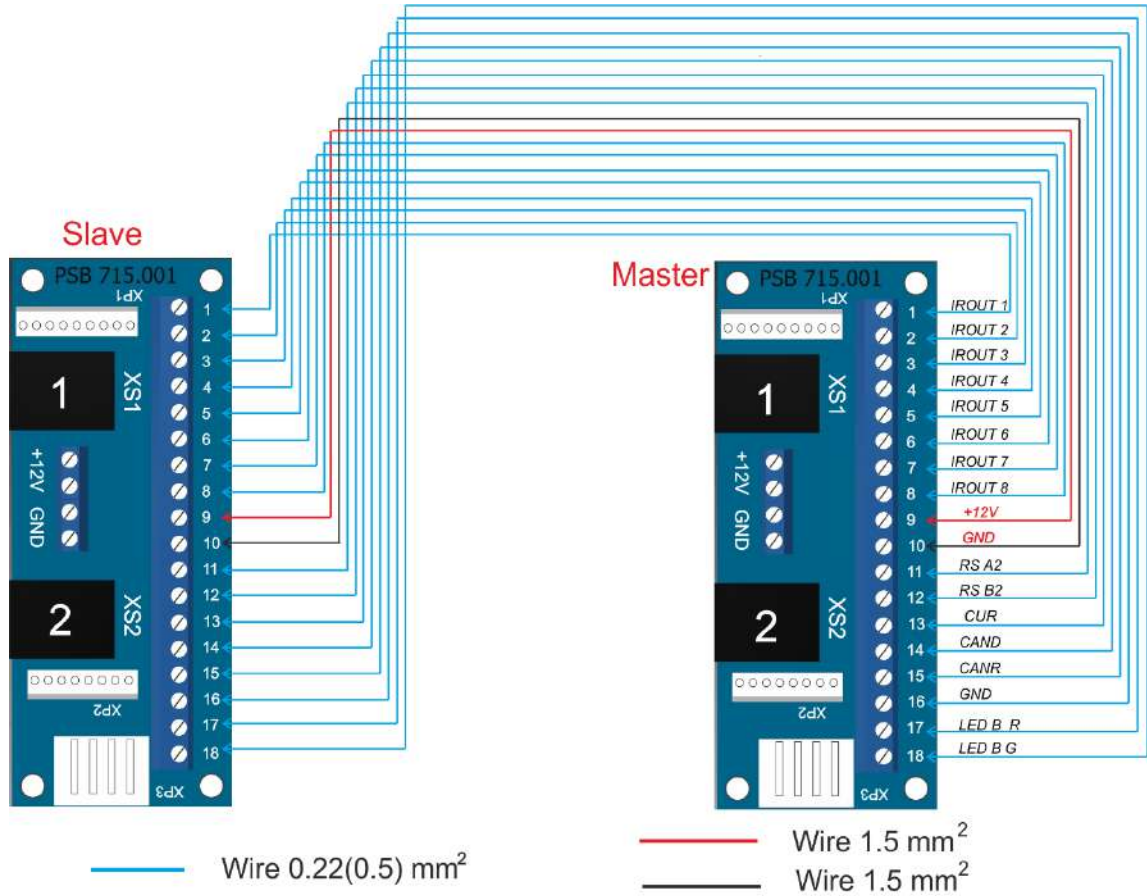 Slave
PSB 715.001
XP1
1
2
3
4
5
6
7
8
9
10
11
12
13
14
15
16
17
18
1
XS1
+12V
GND
2
XS2
XP2
XP3
Master
PSB 715.001
XP1
1 IROUT 1
2 IROUT 2
3 IROUT 3
4 IROUT 4
5 IROUT 5
6 IROUT 6
7 IROUT 7
8 IROUT 8
9 +12V
10 GND
11 RS A2
12 RS B2
13 CUR
14 CAND
15 CANR
16 GND
17 LED B R
18 LED B G
1
XS1
+12V
GND
2
XS2
XP2
XP3
Wire 0.22(0.5) mm²
Wire 1.5 mm²
Wire 1.5 mm²